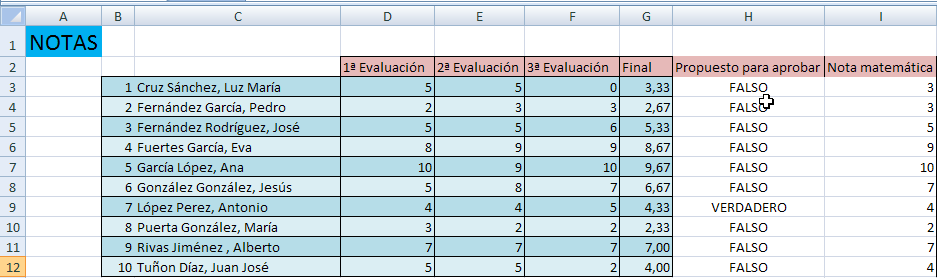 A B C D E F G H I
1 NOTAS
2 1ª Evaluación 2ª Evaluación 3ª Evaluación Final Propuesto para aprobar Nota matemática
3 1 Cruz Sánchez, Luz María 5 5 0 3,33 FALSO 3
4 2 Fernández García, Pedro 2 3 3 2,67 FALSO 3
5 3 Fernández Rodríguez, José 5 5 6 5,33 FALSO 5
6 4 Fuertes García, Eva 8 9 9 8,67 FALSO 9
7 5 García López, Ana 10 9 10 9,67 FALSO 10
8 6 González González, Jesús 5 8 7 6,67 FALSO 7
9 7 López Perez, Antonio 4 4 5 4,33 VERDADERO 4
10 8 Puerta González, María 3 2 2 2,33 FALSO 2
11 9 Rivas Jiménez , Alberto 7 7 7 7,00 FALSO 7
12 10 Tuñon Díaz, Juan José 5 5 2 4,00 FALSO 4